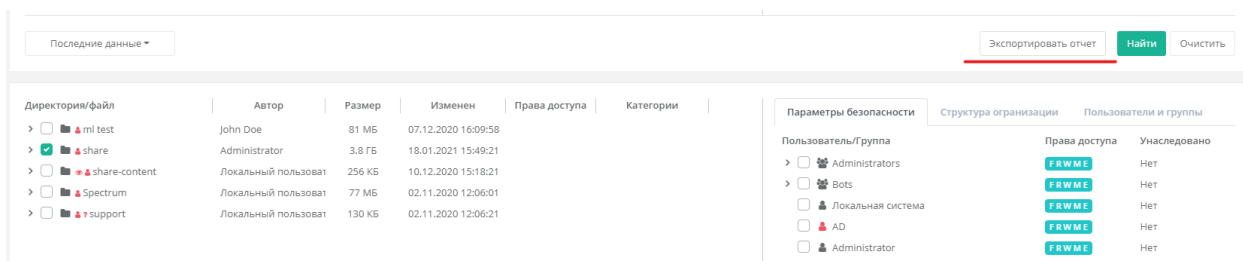 Последние данные
Экспортировать отчет Найти Очистить
Директория/файл Автор Размер Изменен Права доступа Категории
ml test John Doe 81 МБ 07.12.2020 16:09:58
share Administrator 3.8 ГБ 18.01.2021 15:49:21
share-content Локальный пользоват 256 КБ 10.12.2020 15:18:21
Spectrum Локальный пользоват 77 МБ 02.11.2020 12:06:01
? support Локальный пользоват 130 КБ 02.11.2020 12:06:21
Параметры безопасности Структура огранизации Пользователи и группы
Пользователь/Группа Права доступа Унаследовано
Administrators FRWME Нет
Bots FRWME Нет
Локальная система FRWME Нет
AD FRWME Нет
Administrator FRWME Нет